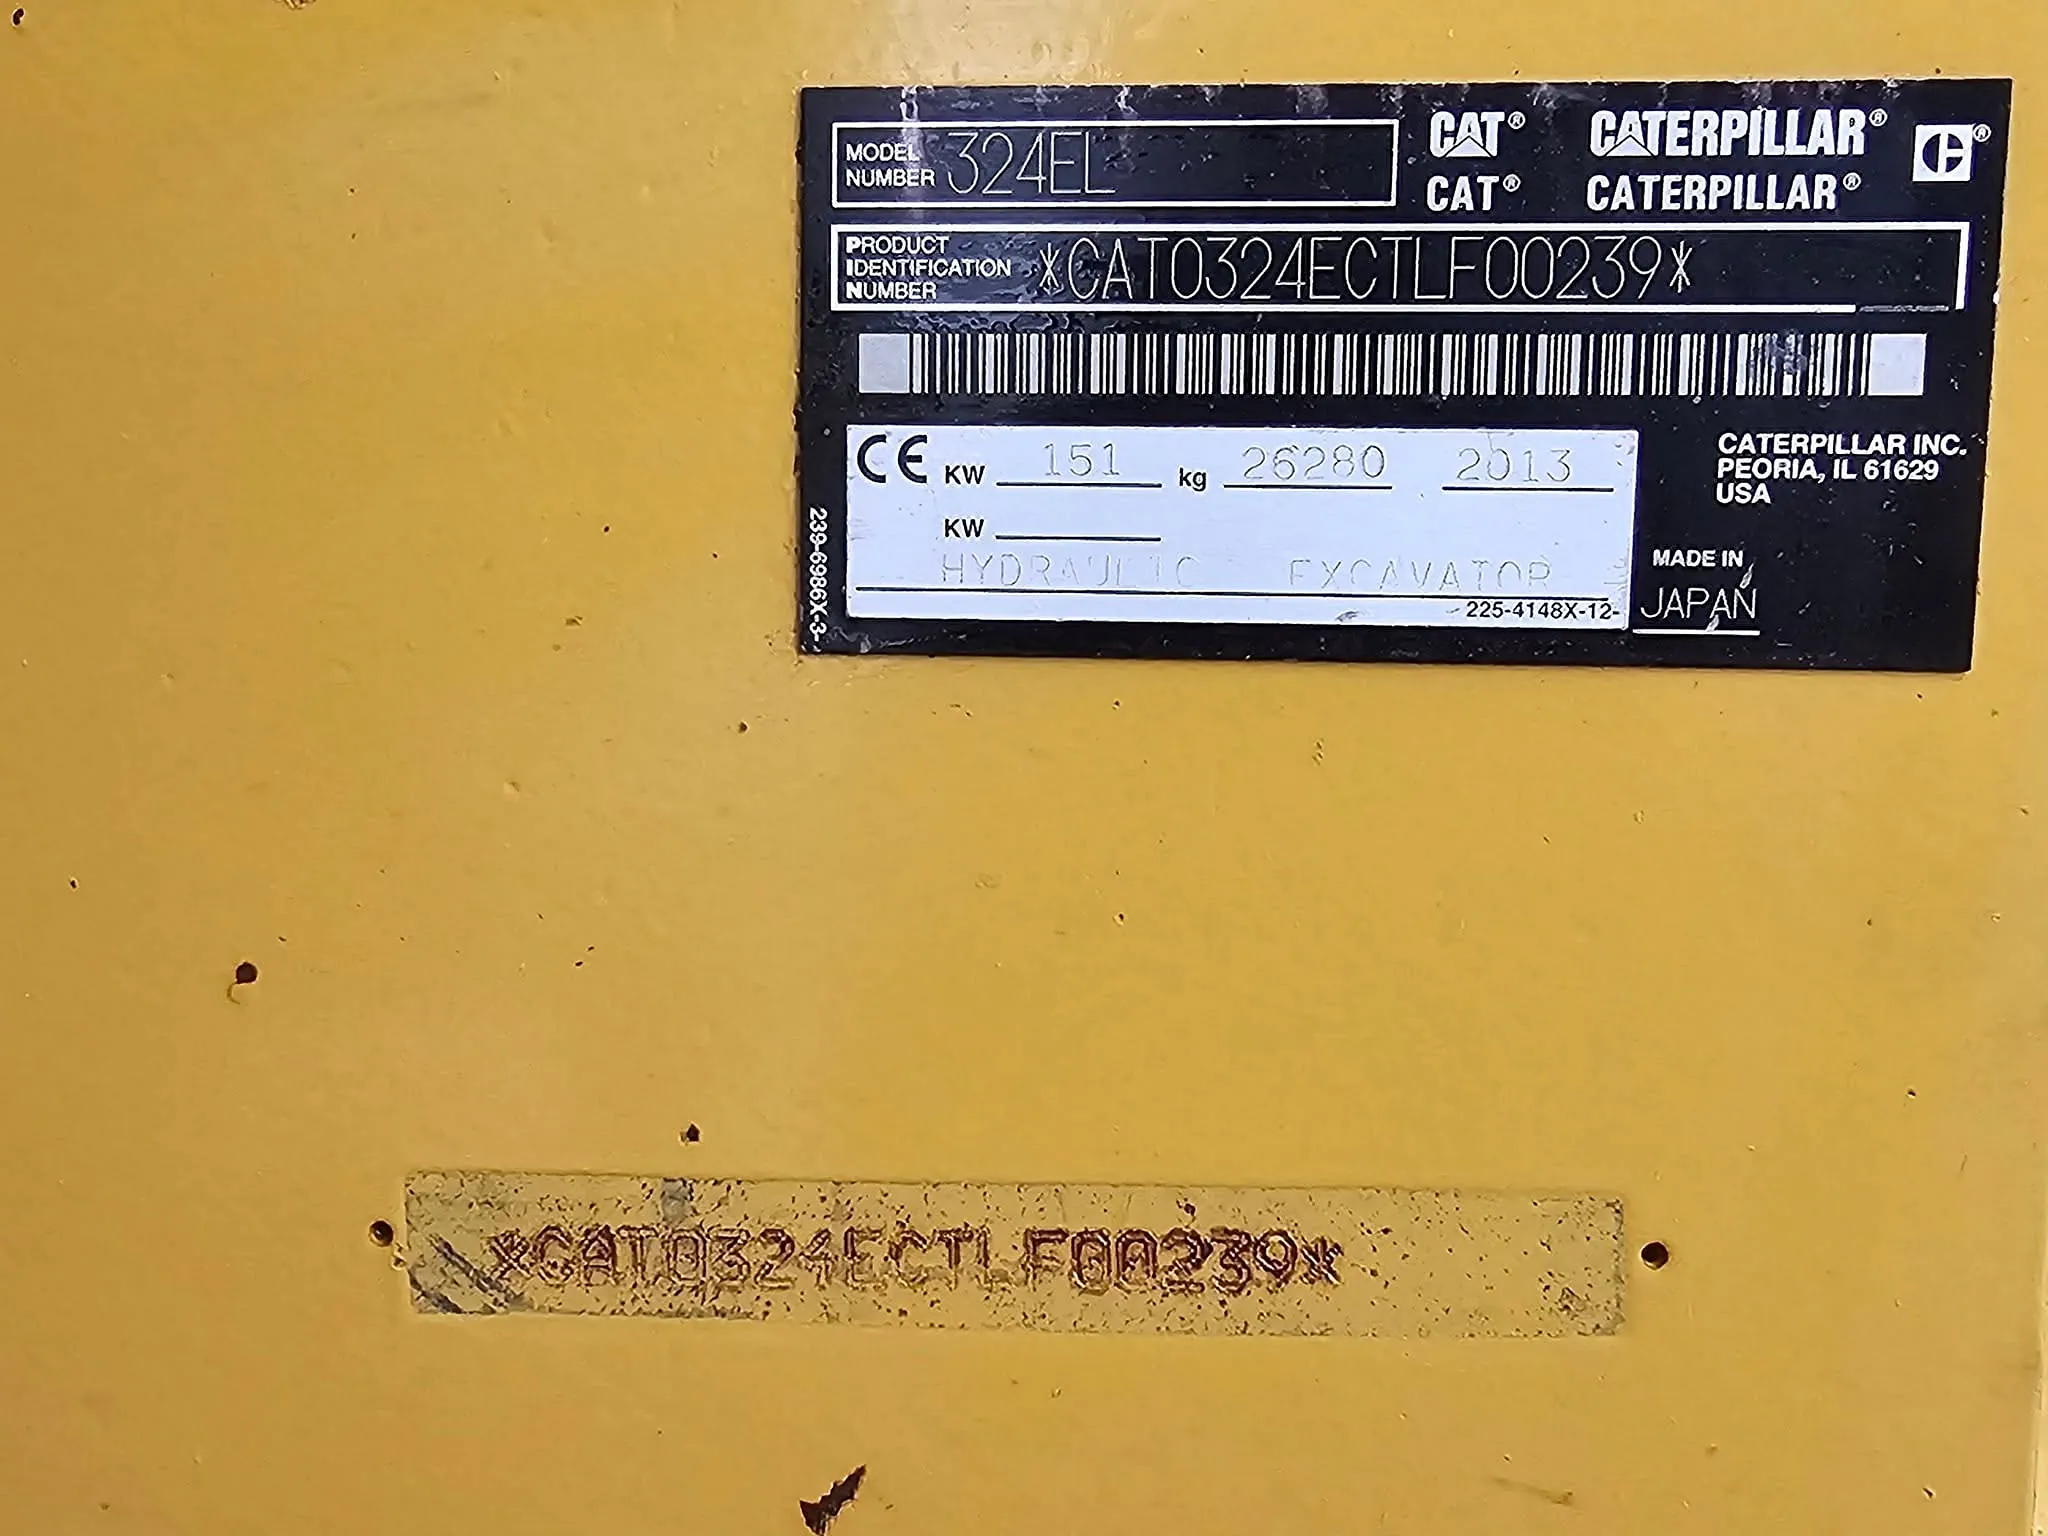 MODEL NUMBER 324EL
CAT® CATERPILLAR® C®
CAT® CATERPILLAR®
PRODUCT IDENTIFICATION NUMBER *CAT0324ECTLF00239*
CE KW 151 kg 26280 2013
KW
HYDRAULIC EXCAVATOR
225-4148X-12-
239-6986X-3-
CATERPILLAR INC.
PEORIA, IL 61629
USA
MADE IN
JAPAN
*CAT0324ECTLF00239*